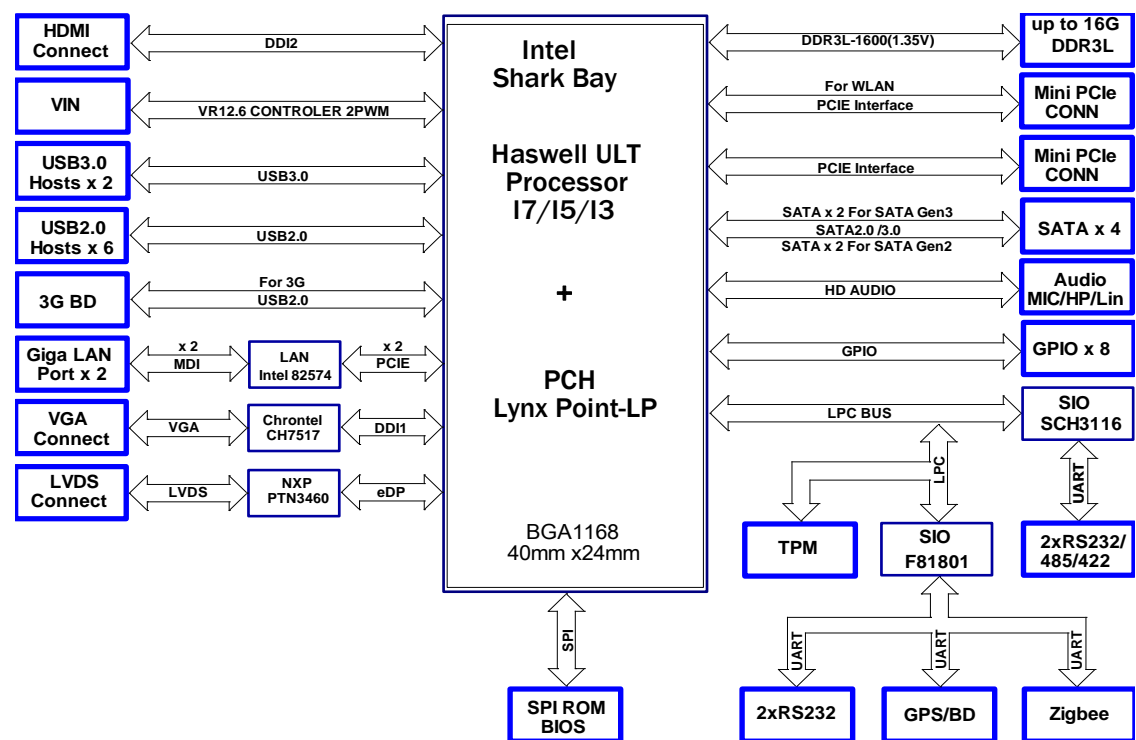 HDMI
Connect
DDI2
VIN
VR12.6 CONTROLER 2PWM
USB3.0
Hosts x 2
USB3.0
USB2.0
Hosts x 6
USB2.0
3G BD
For 3G
USB2.0
Giga LAN
Port x 2
x 2
MDI
LAN
Intel 82574
x 2
PCIE
VGA
Connect
VGA
Chrontel
CH7517
DDI1
LVDS
Connect
LVDS
NXP
PTN3460
eDP
Intel
Shark Bay
Haswell ULT
Processor
I7/I5/I3
+
PCH
Lynx Point-LP
BGA1168
40mm x24mm
SPI
SPI ROM
BIOS
DDR3L-1600(1.35V)
up to 16G
DDR3L
For WLAN
PCIE Interface
Mini PCIe
CONN
PCIE Interface
Mini PCIe
CONN
SATA x 2 For SATA Gen3
SATA2.0 /3.0
SATA x 2 For SATA Gen2
SATA x 4
HD AUDIO
Audio
MIC/HP/Lin
GPIO
GPIO x 8
LPC BUS
SIO
SCH3116
LPC
UART
TPM
SIO
F81801
2xRS232/
485/422
UART
UART
UART
2xRS232
GPS/BD
Zigbee